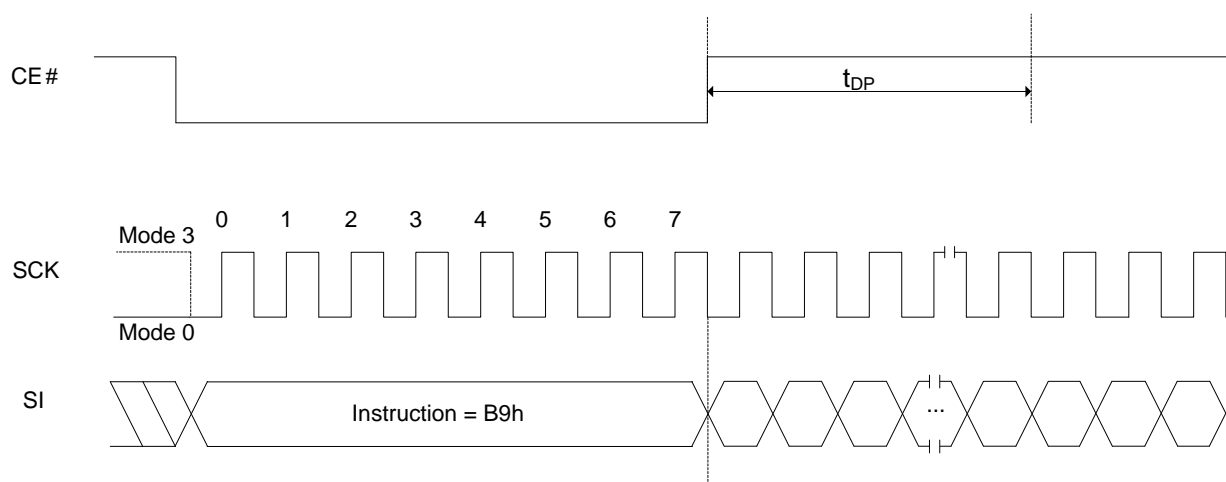 CE#
tDP
0 1 2 3 4 5 6 7
Mode 3
SCK
Mode 0
SI
Instruction = B9h
...